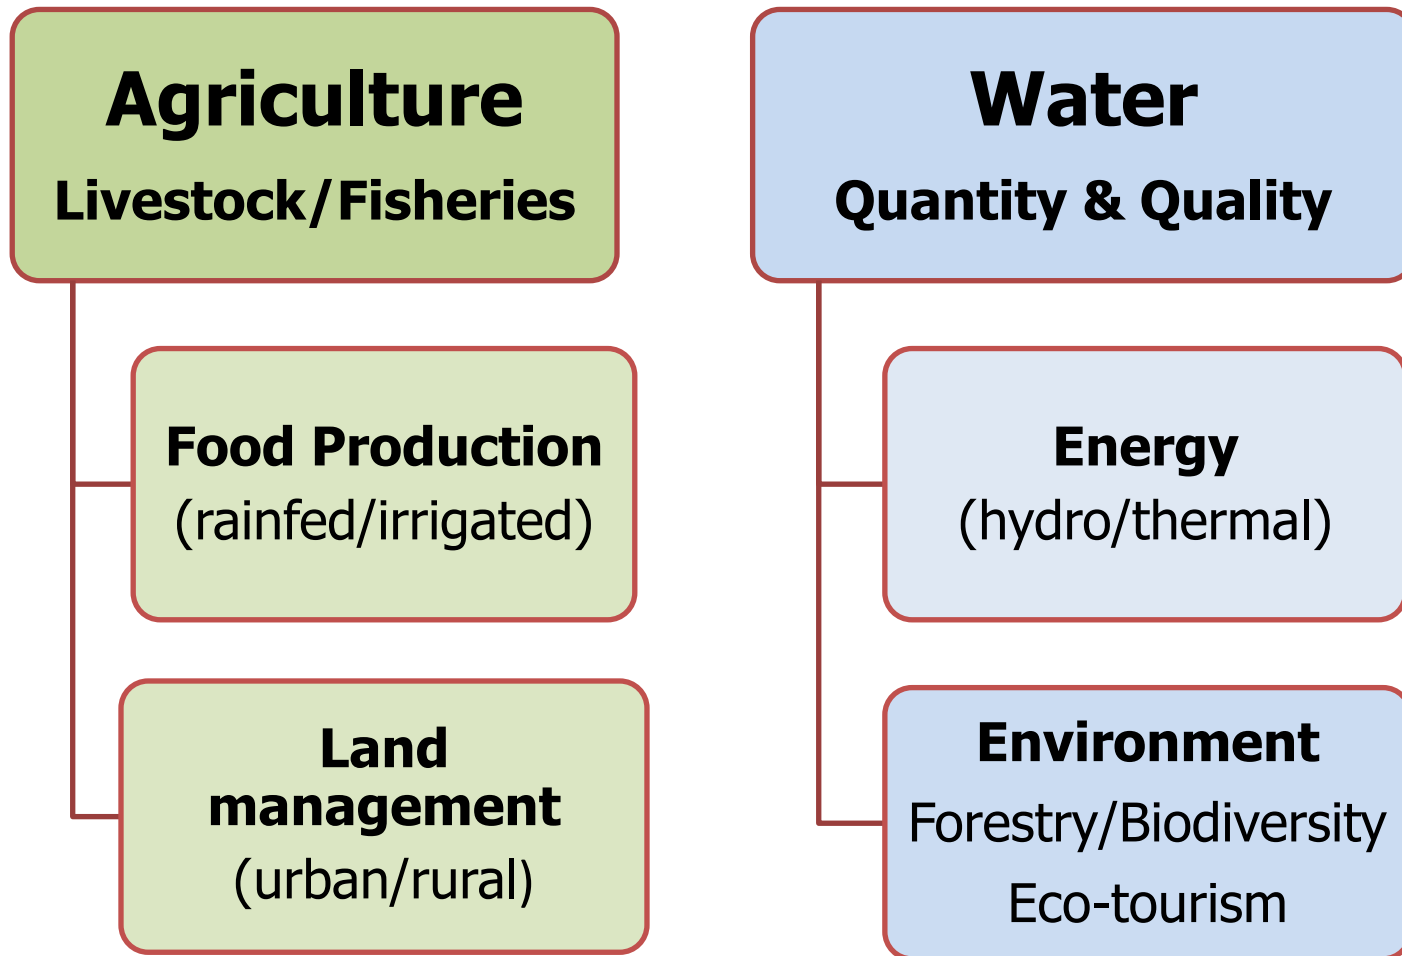 Agriculture
Livestock/Fisheries
Food Production
(rainfed/irrigated)
Land
management
(urban/rural)
Water
Quantity & Quality
Energy
(hydro/thermal)
Environment
Forestry/Biodiversity
Eco-tourism